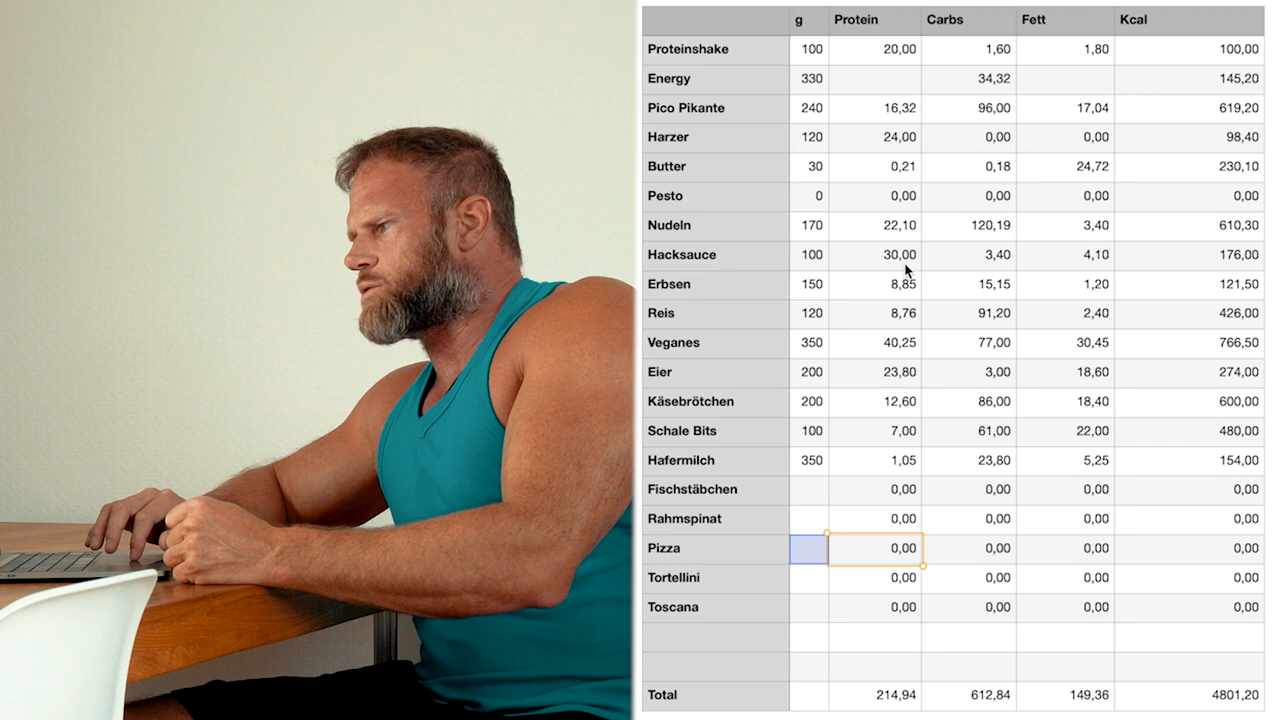 g Protein Carbs Fett Kcal
Proteinshake 100 20,00 1,60 1,80 100,00
Energy 330 34,32 145,20
Pico Pikante 240 16,32 96,00 17,04 619,20
Harzer 120 24,00 0,00 0,00 98,40
Butter 30 0,21 0,18 24,72 230,10
Pesto 0 0,00 0,00 0,00 0,00
Nudeln 170 22,10 120,19 3,40 610,30
Hacksauce 100 30,00 3,40 4,10 176,00
Erbsen 150 8,85 15,15 1,20 121,50
Reis 120 8,76 91,20 2,40 426,00
Veganes 350 40,25 77,00 30,45 766,50
Eier 200 23,80 3,00 18,60 274,00
Käsebrötchen 200 12,60 86,00 18,40 600,00
Schale Bits 100 7,00 61,00 22,00 480,00
Hafermilch 350 1,05 23,80 5,25 154,00
Fischstäbchen 0,00 0,00 0,00 0,00
Rahmspinat 0,00 0,00 0,00 0,00
Pizza 0,00 0,00 0,00 0,00
Tortellini 0,00 0,00 0,00 0,00
Toscana 0,00 0,00 0,00 0,00
Total 214,94 612,84 149,36 4801,20